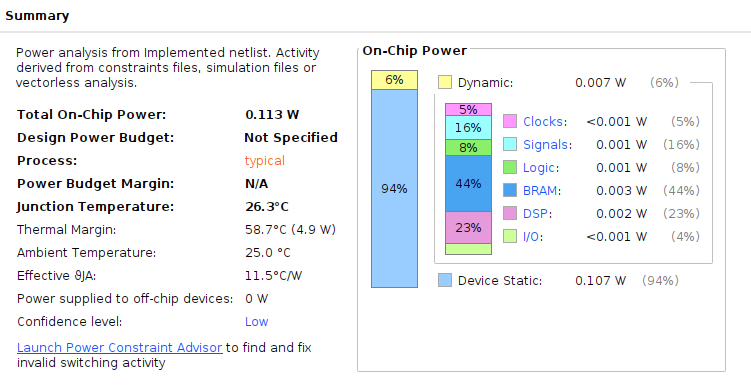 Summary
Power analysis from Implemented netlist. Activity
derived from constraints files, simulation files or
vectorless analysis.
Total On-Chip Power: 0.113 W
Design Power Budget: Not Specified
Process: typical
Power Budget Margin: N/A
Junction Temperature: 26.3°C
Thermal Margin: 58.7°C (4.9 W)
Ambient Temperature: 25.0 °C
Effective ϑJA: 11.5°C/W
Power supplied to off-chip devices: 0 W
Confidence level: Low
Launch Power Constraint Advisor to find and fix
invalid switching activity
On-Chip Power
6%
94%
Dynamic: 0.007 W (6%)
5%
16%
8%
44%
23%
Clocks: <0.001 W (5%)
Signals: 0.001 W (16%)
Logic: 0.001 W (8%)
BRAM: 0.003 W (44%)
DSP: 0.002 W (23%)
I/O: <0.001 W (4%)
Device Static: 0.107 W (94%)